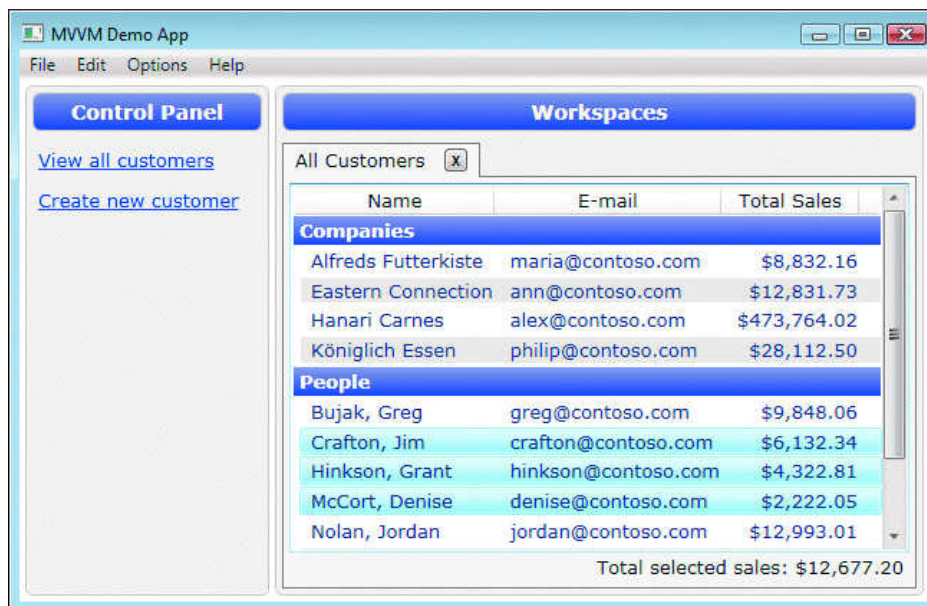 MVVM Demo App
File Edit Options Help
Control Panel
View all customers
Create new customer
Workspaces
All Customers X
Name E-mail Total Sales
Companies
Alfreds Futterkiste maria@contoso.com $8,832.16
Eastern Connection ann@contoso.com $12,831.73
Hanari Carnes alex@contoso.com $473,764.02
Königlich Essen philip@contoso.com $28,112.50
People
Bujak, Greg greg@contoso.com $9,848.06
Crafton, Jim crafton@contoso.com $6,132.34
Hinkson, Grant hinkson@contoso.com $4,322.81
McCort, Denise denise@contoso.com $2,222.05
Nolan, Jordan jordan@contoso.com $12,993.01
Total selected sales: $12,677.20